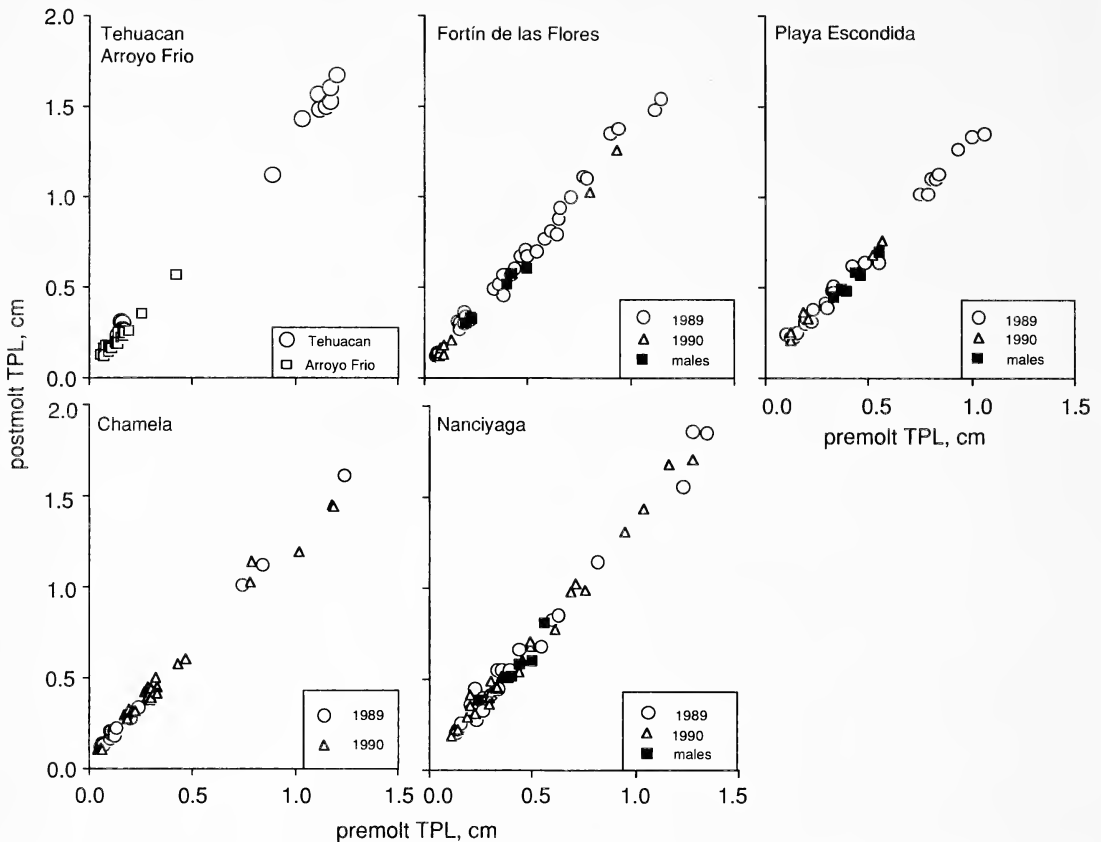 Tehuacan
Arroyo Frio
2.0
1.5
1.0
0.5
0.0
Tehuacan
Arroyo Frio
Fortín de las Flores
1989
1990
males
Playa Escondida
1989
1990
males
0.0
0.5
1.0
1.5
premolt TPL, cm
postmolt TPL, cm
Chamela
2.0
1.5
1.0
0.5
0.0
1989
1990
0.0
0.5
1.0
1.5
Nanciyaga
1989
1990
males
0.0
0.5
1.0
1.5
premolt TPL, cm